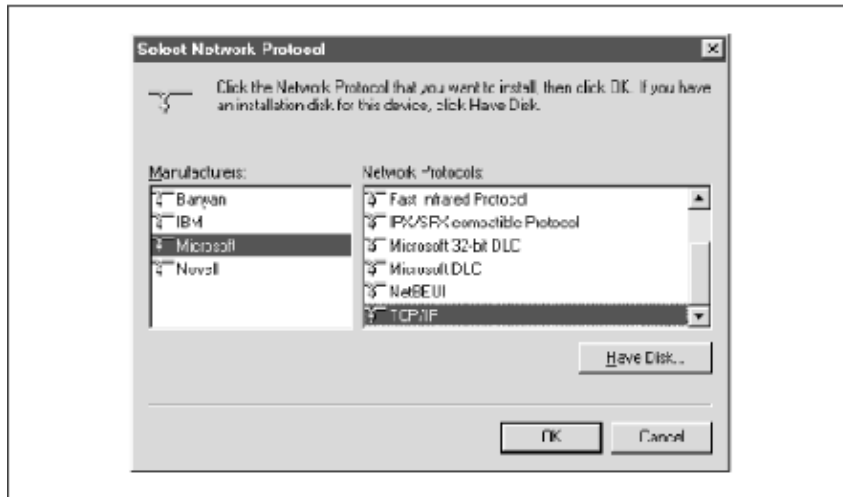 Select Network Protocol
Click the Network Protocol that you want to install, then click OK. If you have
an installation disk for this device, click Have Disk.
Manufacturers:
Network Protocols:
Banyan
IBM
Microsoft
Novell
Fast Infrared Protocol
IPX/SPX-compatible Protocol
Microsoft 32-bit DLC
Microsoft DLC
NetBEUI
TCP/IP
Have Disk...
OK
Cancel